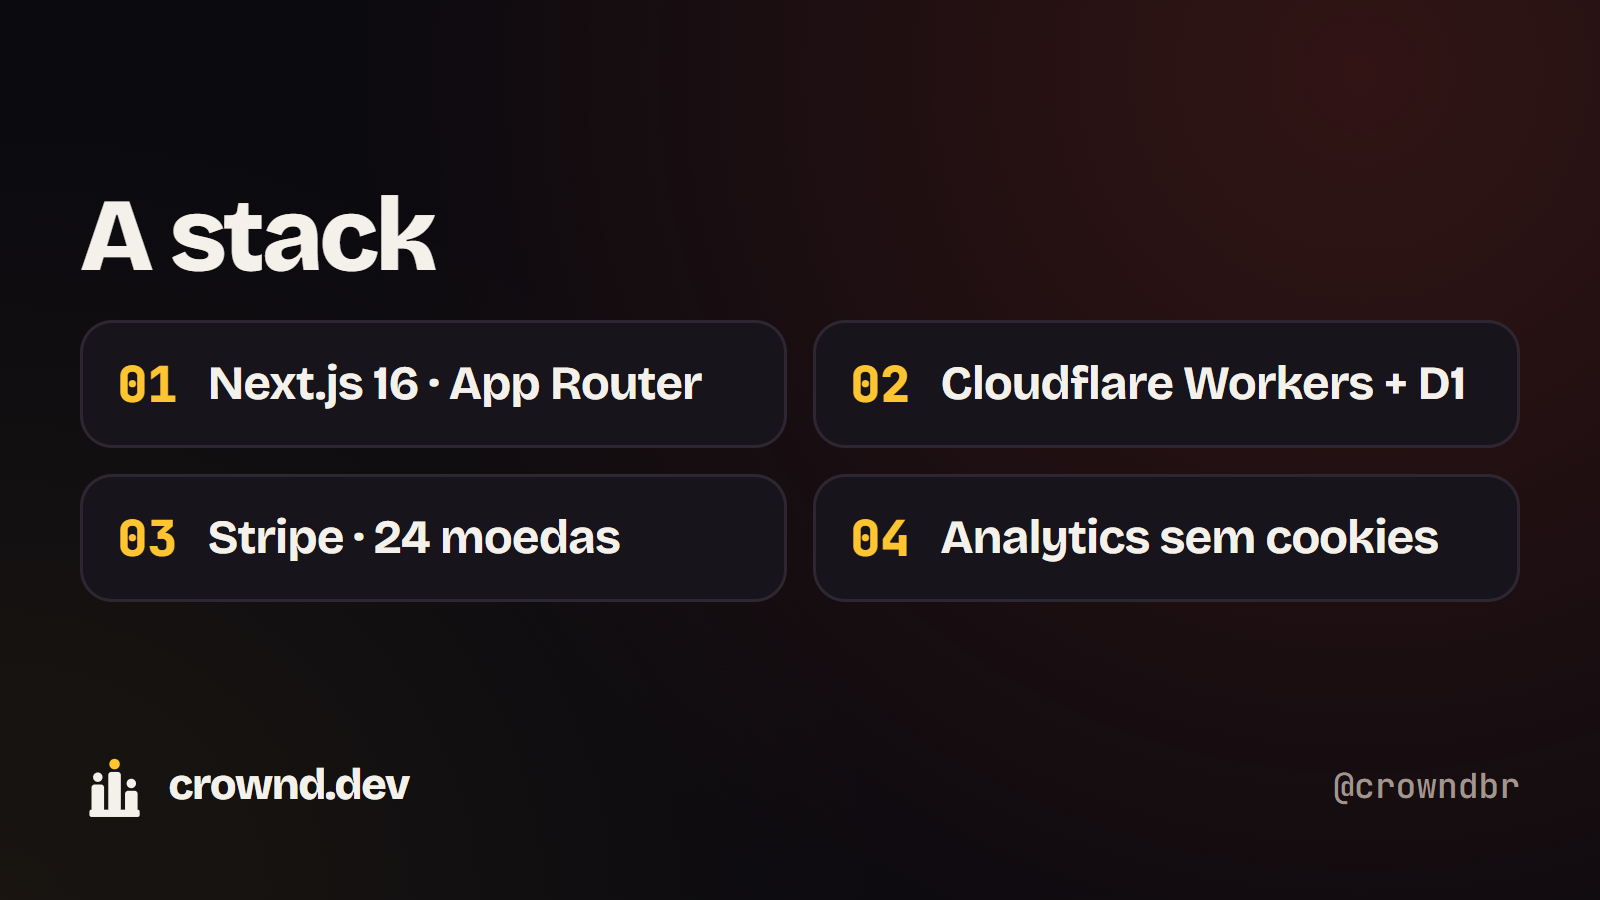 A stack
01 Next.js 16 · App Router
02 Cloudflare Workers + D1
03 Stripe · 24 moedas
04 Analytics sem cookies
crownd.dev
@crowndbr